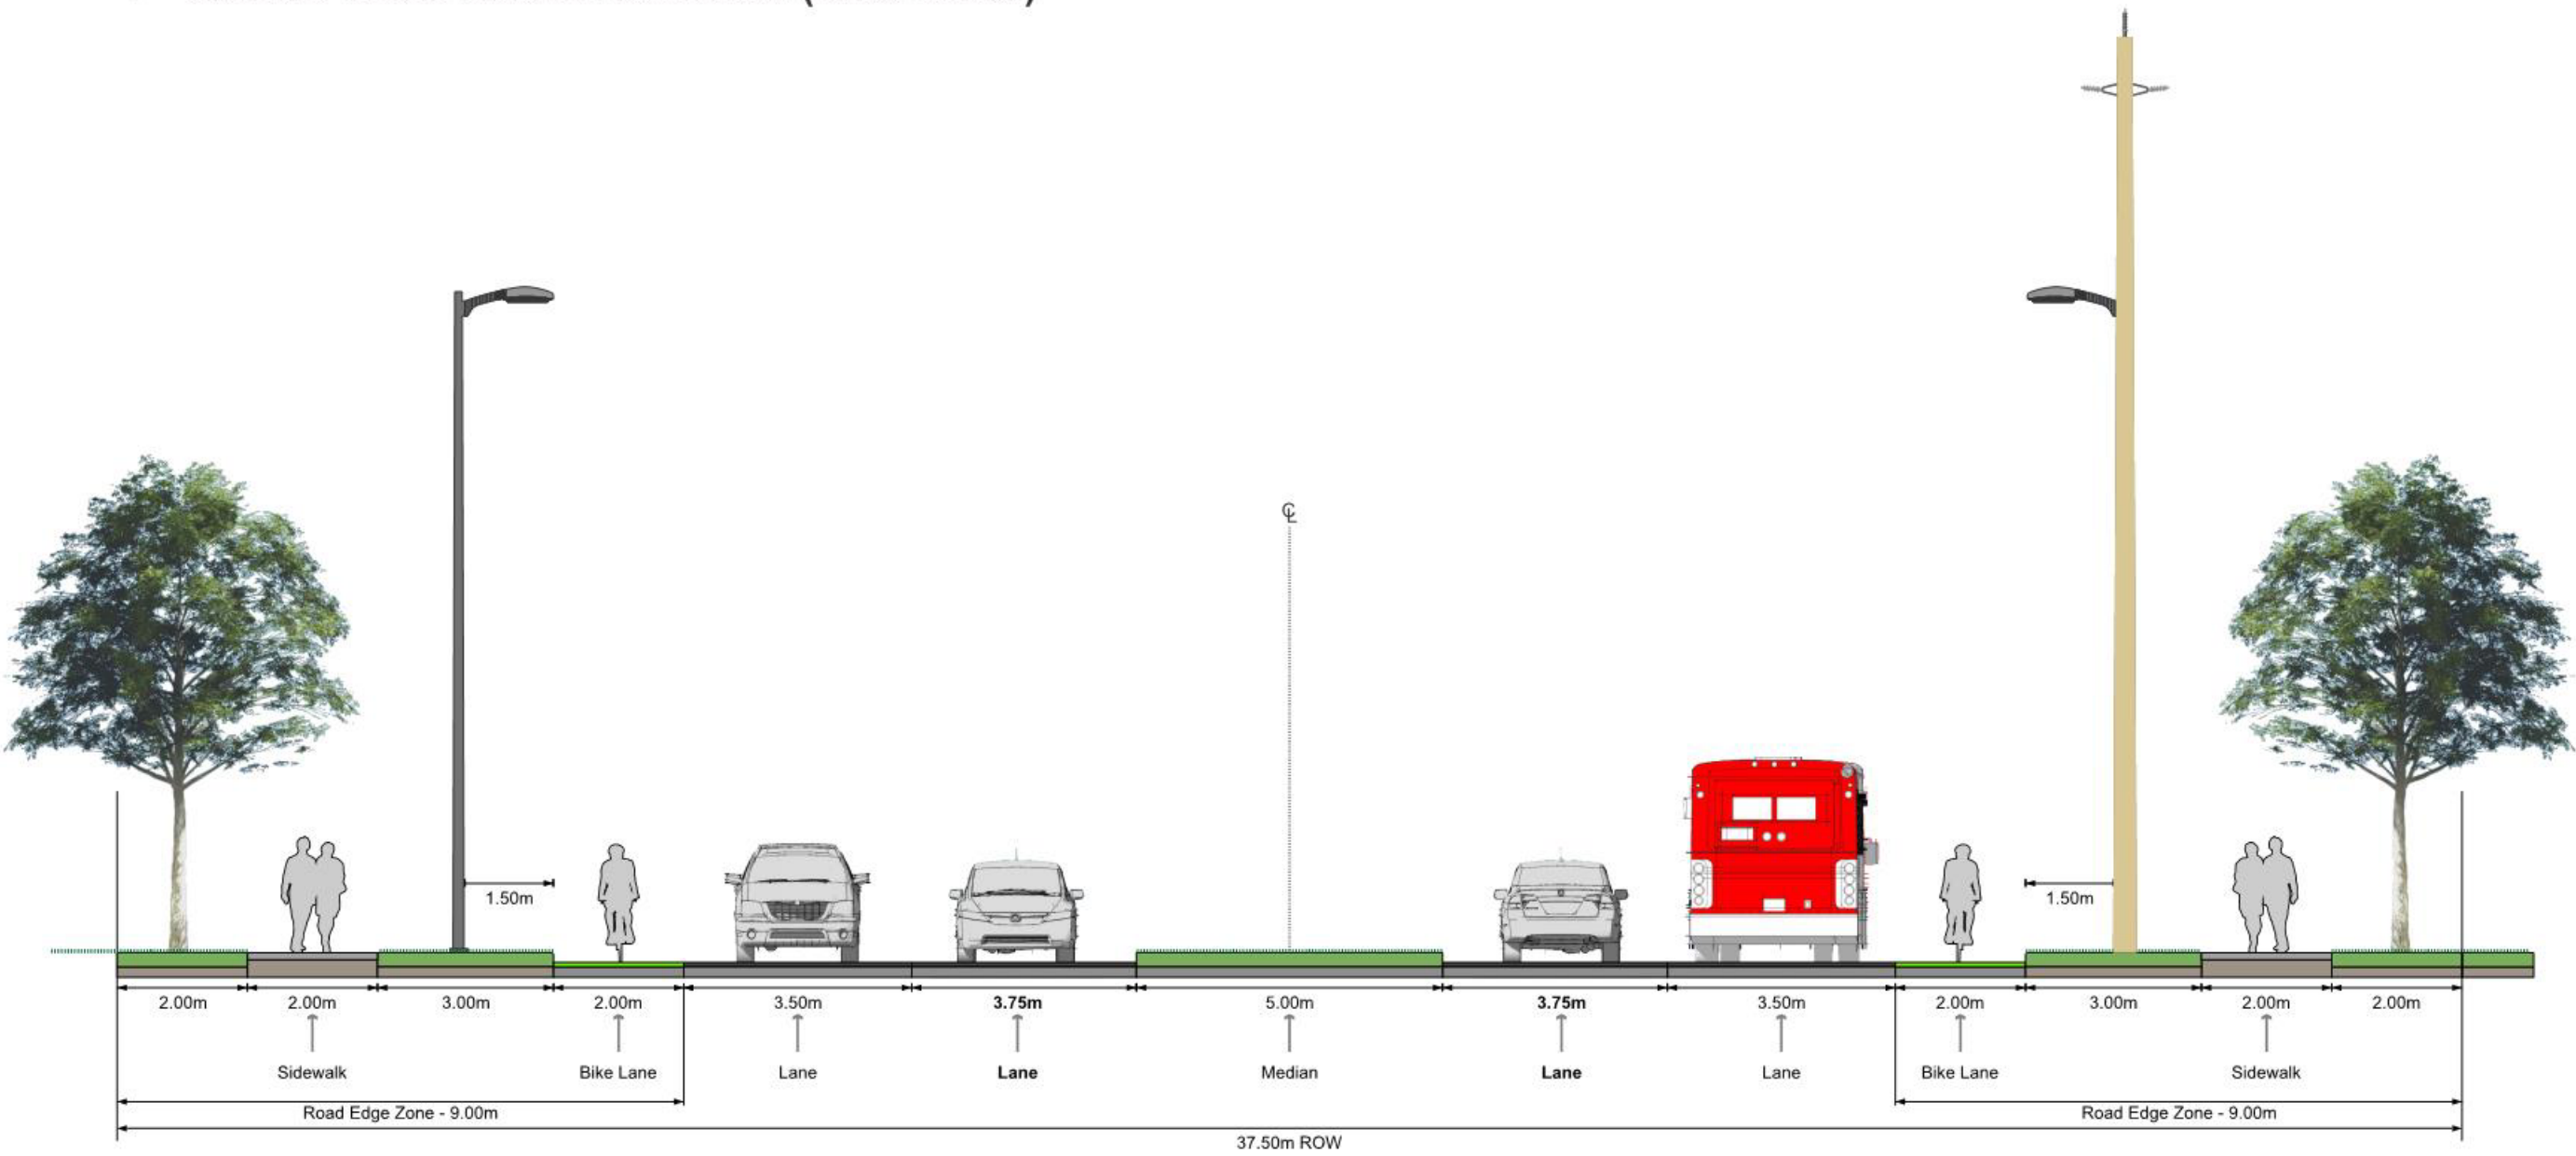 ℄
1.50m
1.50m
2.00m 2.00m 3.00m 2.00m 3.50m 3.75m 5.00m 3.75m 3.50m 2.00m 3.00m 2.00m 2.00m
Sidewalk Bike Lane Lane Lane Median Lane Lane Bike Lane Sidewalk
Road Edge Zone - 9.00m Road Edge Zone - 9.00m
37.50m ROW